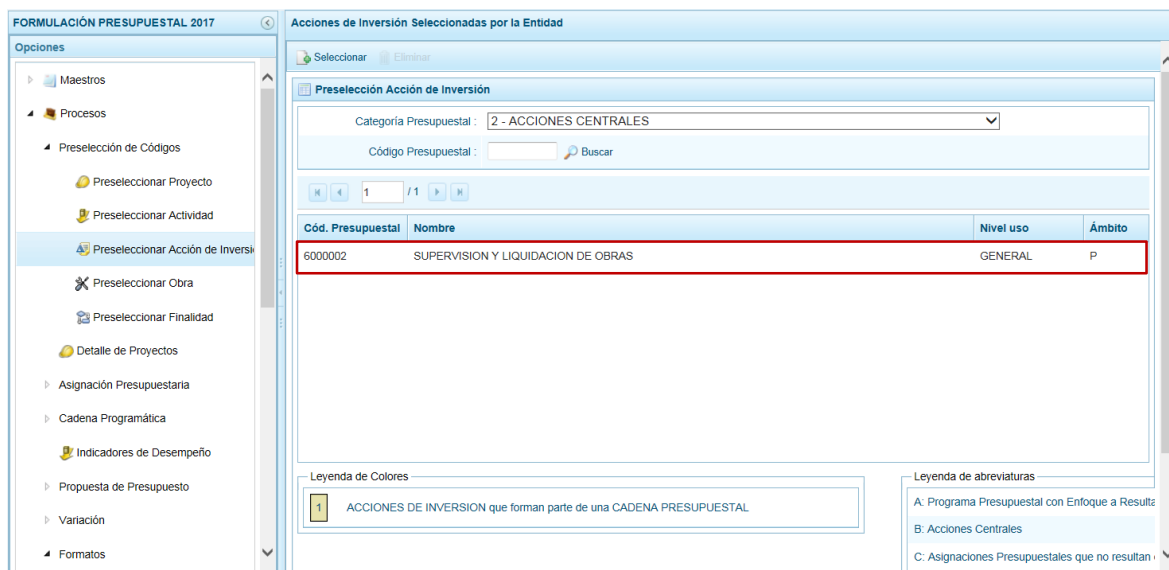 FORMULACIÓN PRESUPUESTAL 2017
Opciones
Maestros
Procesos
Preselección de Códigos
Preseleccionar Proyecto
Preseleccionar Actividad
Preseleccionar Acción de Inversi
Preseleccionar Obra
Preseleccionar Finalidad
Detalle de Proyectos
Asignación Presupuestaria
Cadena Programática
Indicadores de Desempeño
Propuesta de Presupuesto
Variación
Formatos
Acciones de Inversión Seleccionadas por la Entidad
Seleccionar Eliminar
Preselección Acción de Inversión
Categoría Presupuestal : 2 - ACCIONES CENTRALES
Código Presupuestal : Buscar
1 / 1
Cód. Presupuestal Nombre Nivel uso Ámbito
6000002 SUPERVISION Y LIQUIDACION DE OBRAS GENERAL P
Leyenda de Colores
1 ACCIONES DE INVERSION que forman parte de una CADENA PRESUPUESTAL
Leyenda de abreviaturas
A: Programa Presupuestal con Enfoque a Resulta
B: Acciones Centrales
C: Asignaciones Presupuestales que no resultan